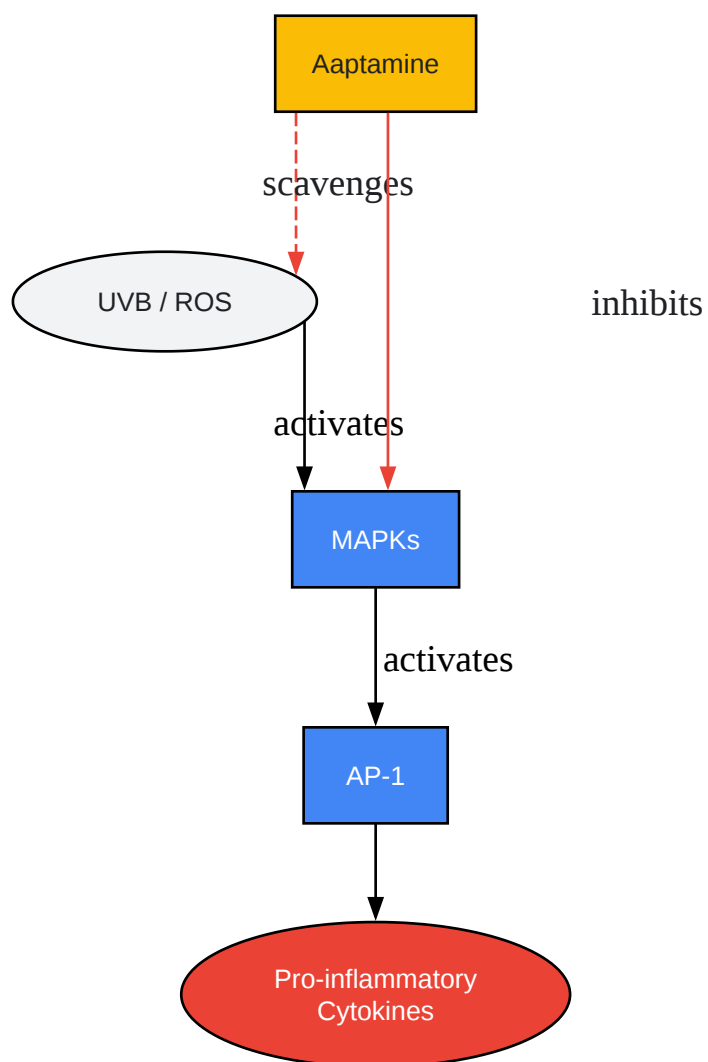 Aaptamine
scavenges
UVB / ROS
inhibits
activates
MAPKs
activates
AP-1
Pro-inflammatory
Cytokines